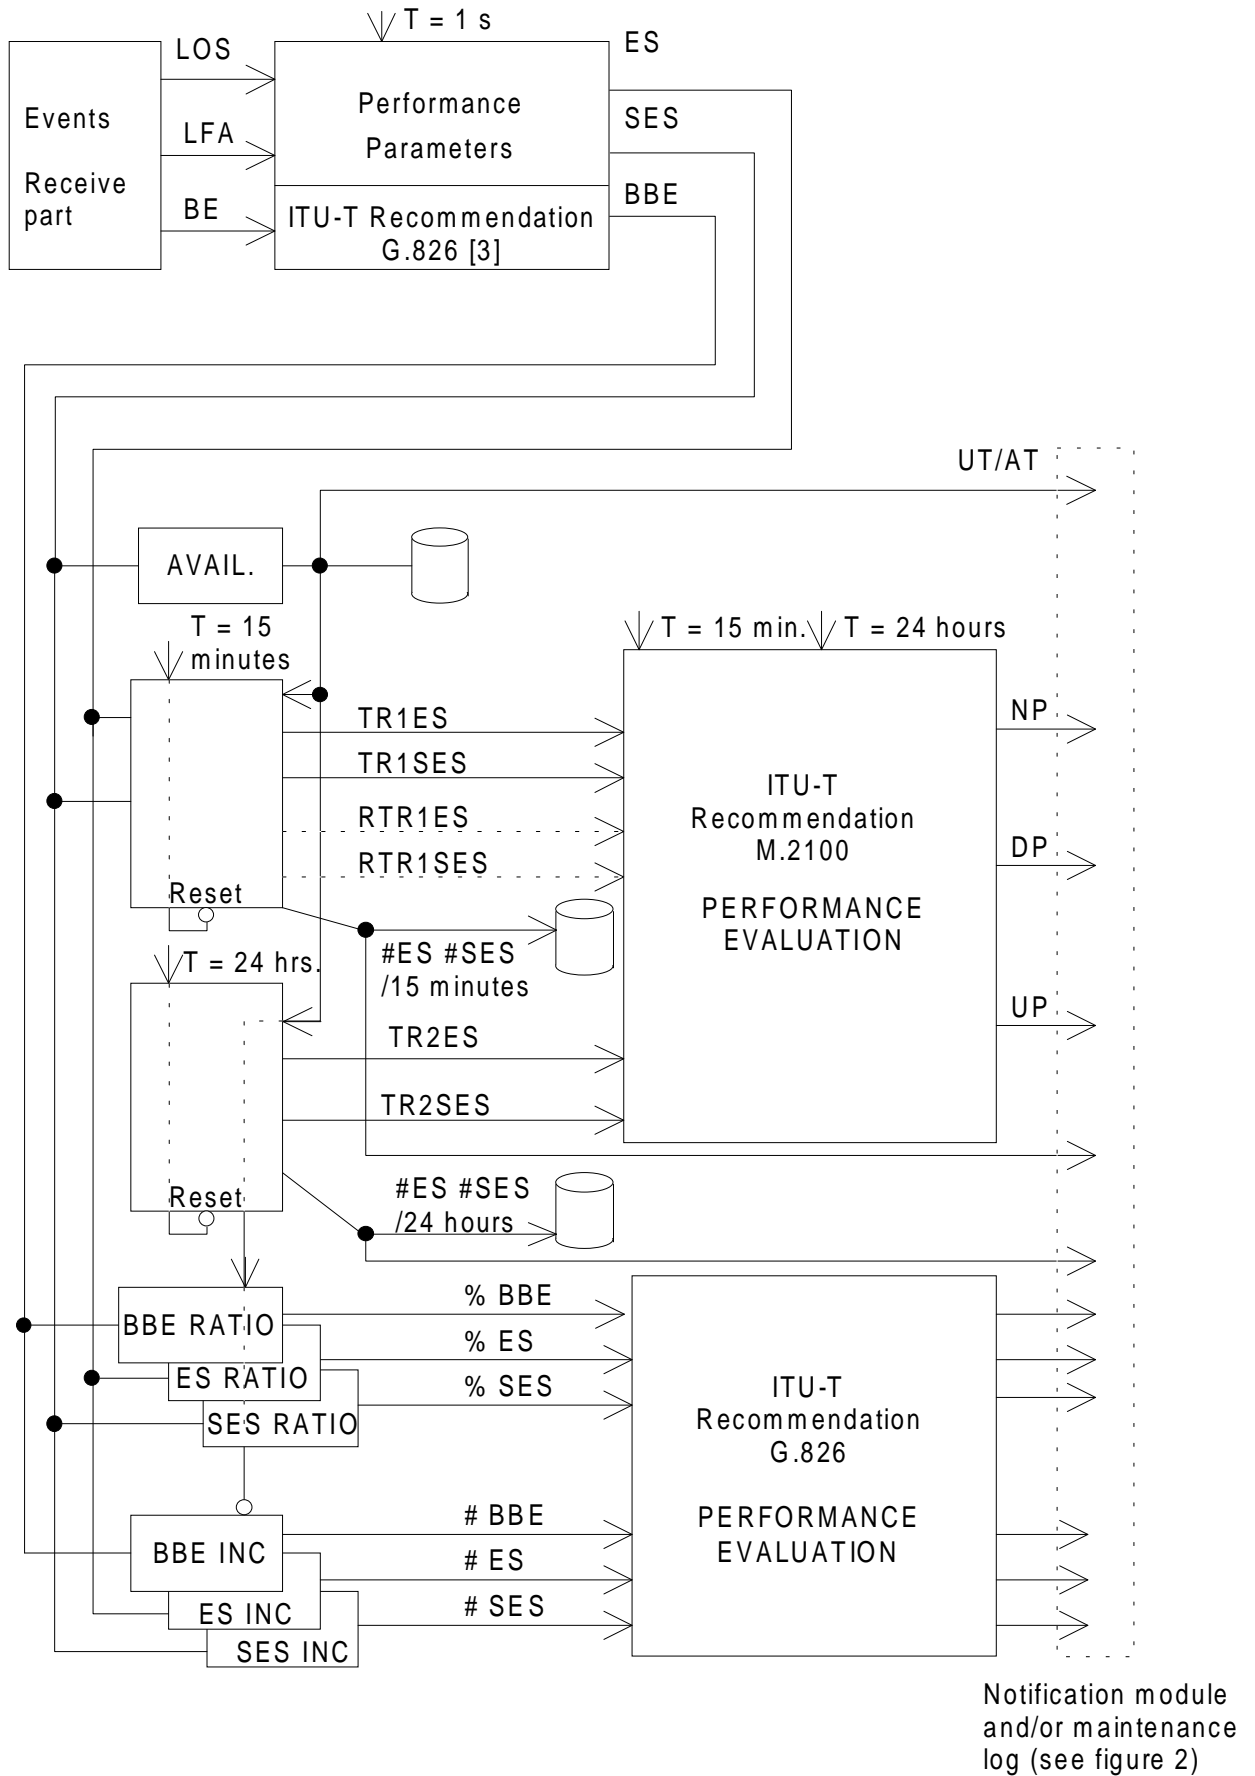 T = 1 s
LOS
ES
Events
Performance
SES
LFA
Parameters
Receive
part
BE
BBE
ITU-T Recommendation
G.826 [3]
UT/AT
AVAIL.
T = 15
minutes
T = 15 min.
T = 24 hours
TR1ES
NP
TR1SES
ITU-T
Recommendation
M.2100
RTR1ES
RTR1SES
DP
Reset
PERFORMANCE
EVALUATION
#ES #SES
/15 minutes
T = 24 hrs.
UP
TR2ES
TR2SES
Reset
#ES #SES
/24 hours
% BBE
BBE RATIO
% ES
ES RATIO
% SES
SES RATIO
ITU-T
Recommendation
G.826
# BBE
PERFORMANCE
EVALUATION
BBE INC
# ES
ES INC
# SES
SES INC
Notification module
and/or maintenance
log (see figure 2)